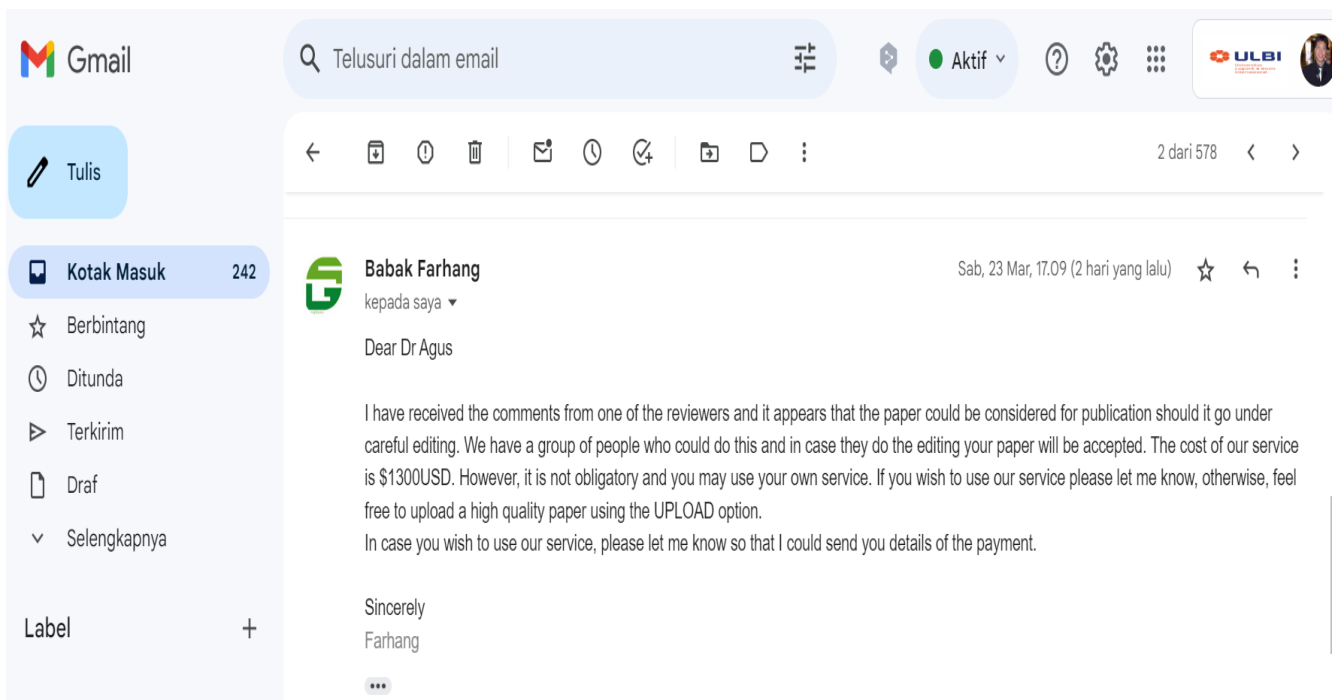 Gmail
Telusuri dalam email
Aktif
ULBI
Tulis
2 dari 578
Kotak Masuk 242
Berbintang
Ditunda
Terkirim
Draf
Selengkapnya
Label
Babak Farhang
Sab, 23 Mar, 17.09 (2 hari yang lalu)
kepada saya
Dear Dr Agus
I have received the comments from one of the reviewers and it appears that the paper could be considered for publication should it go under
careful editing. We have a group of people who could do this and in case they do the editing your paper will be accepted. The cost of our service
is $1300USD. However, it is not obligatory and you may use your own service. If you wish to use our service please let me know, otherwise, feel
free to upload a high quality paper using the UPLOAD option.
In case you wish to use our service, please let me know so that I could send you details of the payment.
Sincerely
Farhang